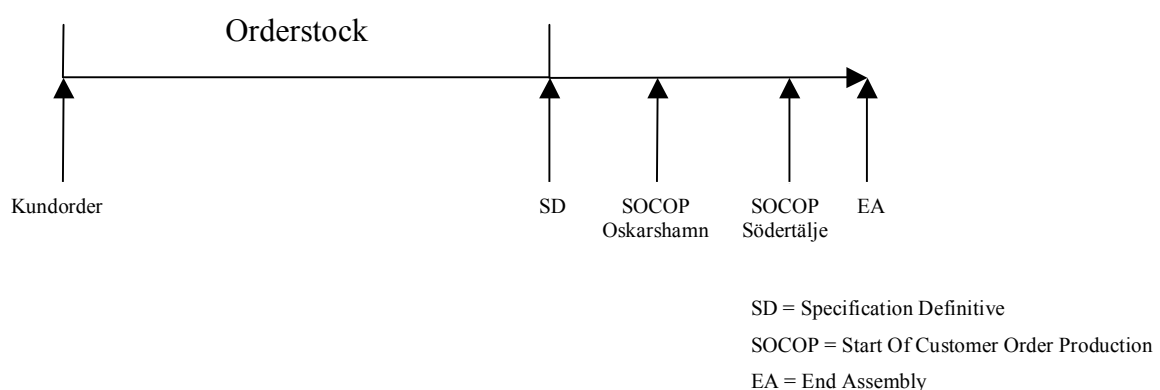 Orderstock
Kundorder
SD
SOCOP
Oskarshamn
SOCOP
Södertälje
EA
SD = Specification Definitive
SOCOP = Start Of Customer Order Production
EA = End Assembly